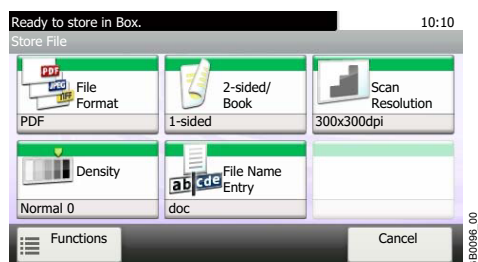 Ready to store in Box.
10:10
Store File
PDF
JPEG
TIFF
File
Format
PDF
2-sided/
Book
1-sided
Scan
Resolution
300x300dpi
Density
Normal 0
ab cde
File Name
Entry
doc
Functions
Cancel
B0096_00